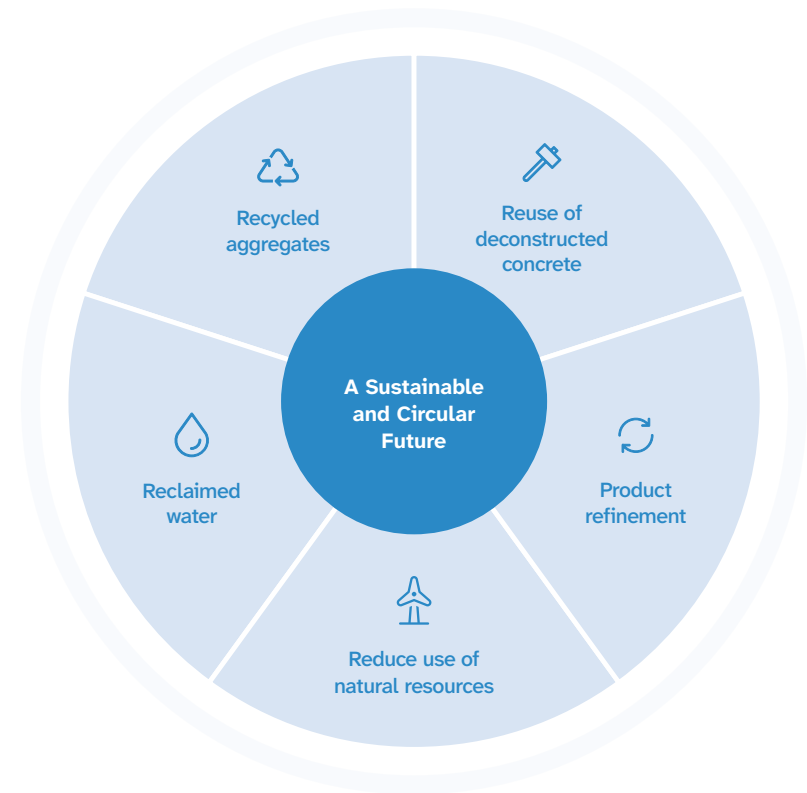 Recycled
aggregates
Reuse of
deconstructed
concrete
A Sustainable
and Circular
Future
Reclaimed
water
Product
refinement
Reduce use of
natural resources